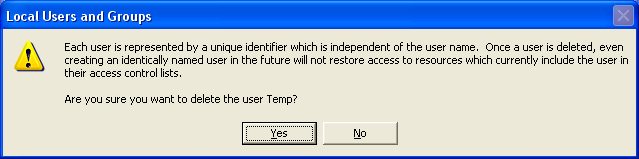 Local Users and Groups
Each user is represented by a unique identifier which is independent of the user name.  Once a user is deleted, even
creating an identically named user in the future will not restore access to resources which currently include the user in
their access control lists.
Are you sure you want to delete the user Temp?
Yes
No